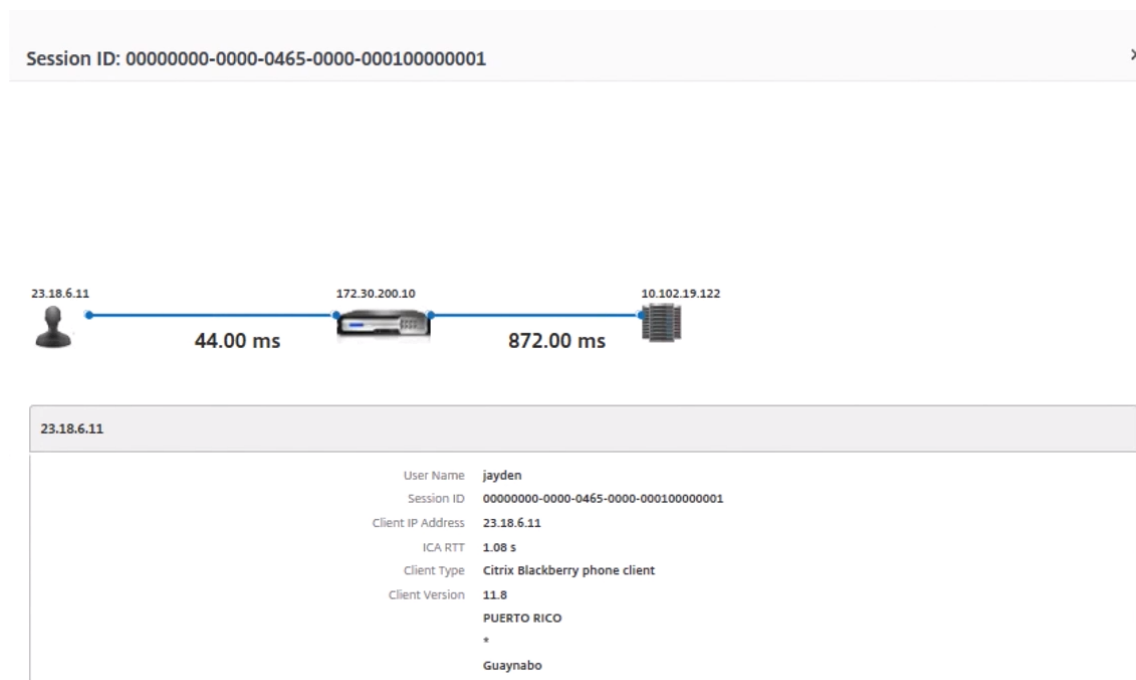 Session ID: 00000000-0000-0465-0000-000100000001
23.18.6.11 172.30.200.10 10.102.19.122
44.00 ms 872.00 ms
23.18.6.11
User Name jayden
Session ID 00000000-0000-0465-0000-000100000001
Client IP Address 23.18.6.11
ICA RTT 1.08 s
Client Type Citrix Blackberry phone client
Client Version 11.8
PUERTO RICO
*
Guaynabo